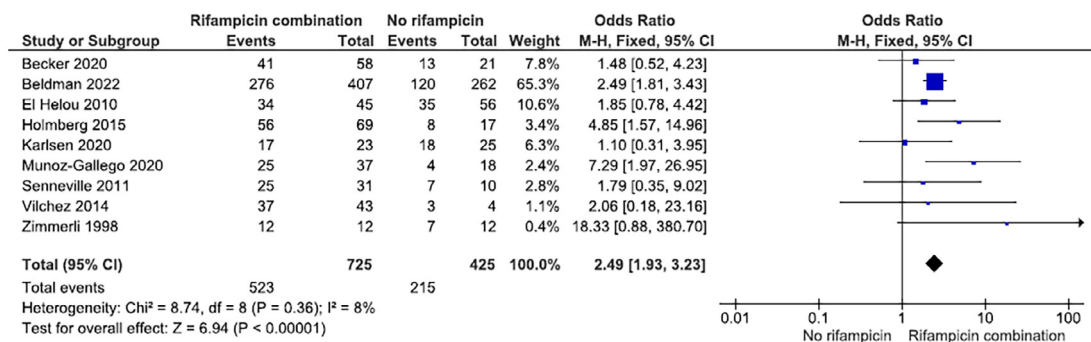 Rifampicin combination No rifampicin Odds Ratio Odds Ratio
Study or Subgroup Events Total Events Total Weight M-H, Fixed, 95% CI M-H, Fixed, 95% CI
Becker 2020 41 58 13 21 7.8% 1.48 [0.52, 4.23]
Beldman 2022 276 407 120 262 65.3% 2.49 [1.81, 3.43]
El Helou 2010 34 45 35 56 10.6% 1.85 [0.78, 4.42]
Holmberg 2015 56 69 8 17 3.4% 4.85 [1.57, 14.96]
Karlsen 2020 17 23 18 25 6.3% 1.10 [0.31, 3.95]
Munoz-Gallego 2020 25 37 4 18 2.4% 7.29 [1.97, 26.95]
Senneville 2011 25 31 7 10 2.8% 1.79 [0.35, 9.02]
Vilchez 2014 37 43 3 4 1.1% 2.06 [0.18, 23.16]
Zimmerli 1998 12 12 7 12 0.4% 18.33 [0.88, 380.70]
Total (95% CI) 725 425 100.0% 2.49 [1.93, 3.23]
Total events 523 215
Heterogeneity: Chi² = 8.74, df = 8 (P = 0.36); I² = 8%
Test for overall effect: Z = 6.94 (P < 0.00001)
0.01 0.1 1 10 100
No rifampicin Rifampicin combination